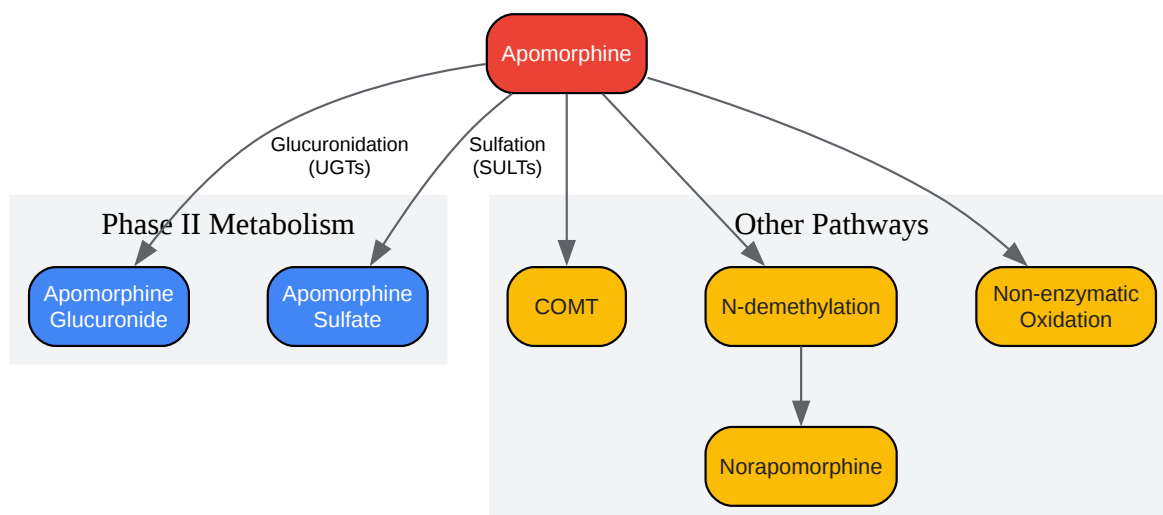 Apomorphine
Glucuronidation
(UGTs)
Sulfation
(SULTs)
Phase II Metabolism
Other Pathways
Apomorphine
Glucuronide
Apomorphine
Sulfate
COMT
N-demethylation
Non-enzymatic
Oxidation
Norapomorphine